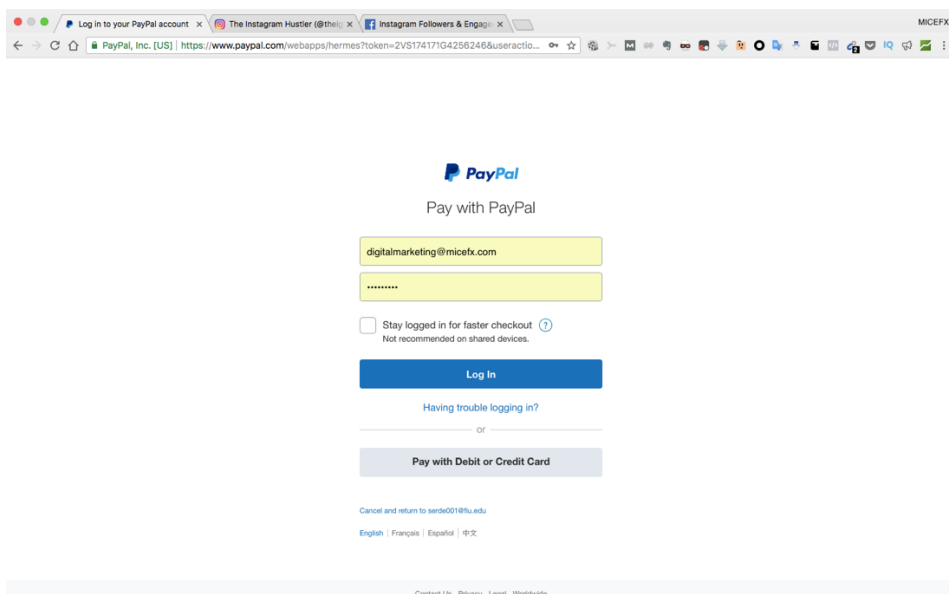 Log in to your PayPal account
The Instagram Hustler (@theig
Instagram Followers & Engage
MICEFX
PayPal, Inc. [US] | https://www.paypal.com/webapps/hermes?token=2VS174171G4256246&useractio...
PayPal
Pay with PayPal
digitalmarketing@micefx.com
•••••••••
Stay logged in for faster checkout ?
Not recommended on shared devices.
Log In
Having trouble logging in?
or
Pay with Debit or Credit Card
Cancel and return to serde001@fiu.edu
English | Français | Español | 中文
Contact Us Privacy Legal Worldwide